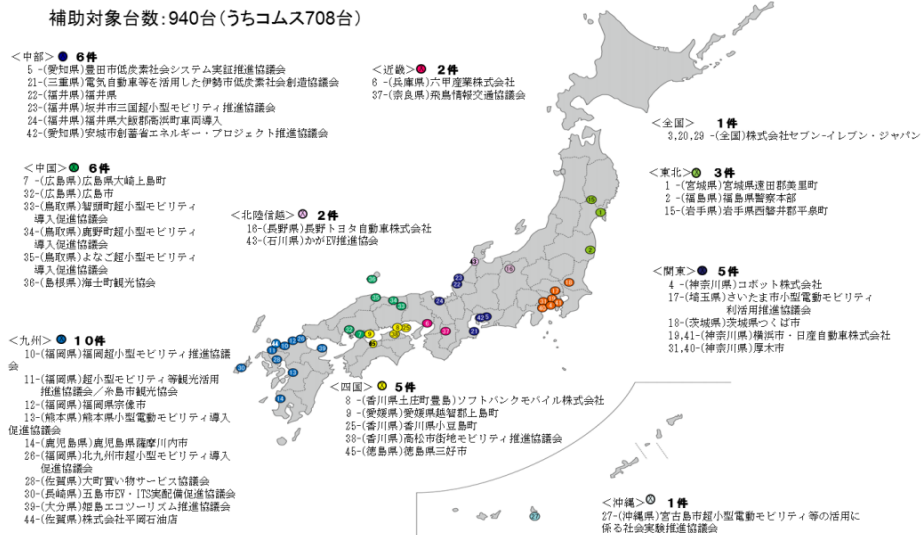 補助対象台数:940台(うちコムス708台)
<中部> 6件
5 -(愛知県)豊田市低炭素社会システム実証推進協議会
21-(三重県)電気自動車等を活用した伊勢市低炭素社会創造協議会
22-(福井県)福井県
23-(福井県)坂井市三国超小型モビリティ推進協議会
24-(福井県)福井県大飯郡高浜町車両導入
42-(愛知県)安城市創蓄省エネルギー・プロジェクト推進協議会
<近畿> 2件
6 -(兵庫県)六甲産業株式会社
37-(奈良県)飛鳥情報交通協議会
<全国> 1件
3,20,29 -(全国)株式会社セブン-イレブン・ジャパン
<中国> 6件
7 -(広島県)広島県大崎上島町
32-(広島県)広島市
33-(鳥取県)智頭町超小型モビリティ
導入促進協議会
34-(鳥取県)鹿野町超小型モビリティ
導入促進協議会
35-(鳥取県)よなご超小型モビリティ
導入促進協議会
36-(島根県)海士町観光協会
<北陸信越> 2件
16-(長野県)長野トヨタ自動車株式会社
43-(石川県)かがEV推進協議会
<東北> 3件
1 -(宮城県)宮城県遠田郡美里町
2 -(福島県)福島県警察本部
15-(岩手県)岩手県西磐井郡平泉町
<関東> 5件
4 -(神奈川県)コボット株式会社
17-(埼玉県)さいたま市小型電動モビリティ
利活用推進協議会
18-(茨城県)茨城県つくば市
19,41-(神奈川県)横浜市・日産自動車株式会社
31,40-(神奈川県)厚木市
<九州> 10件
10-(福岡県)福岡超小型モビリティ推進協議
会
11-(福岡県)超小型モビリティ等観光活用
推進協議会/糸島市観光協会
12-(福岡県)福岡県宗像市
13-(熊本県)熊本県小型電動モビリティ導入
促進協議会
14-(鹿児島県)鹿児島県薩摩川内市
26-(福岡県)北九州市超小型モビリティ導入
促進協議会
28-(佐賀県)大町買い物サービス協議会
30-(長崎県)五島市EV・ITS実配備促進協議会
39-(大分県)姫島エコツーリズム推進協議会
44-(佐賀県)株式会社平岡石油店
<四国> 5件
8 -(香川県土庄町豊島)ソフトバンクモバイル株式会社
9 -(愛媛県)愛媛県越智郡上島町
25-(香川県)香川県小豆島町
38-(香川県)高松市街地モビリティ推進協議会
45-(徳島県)徳島県三好市
<沖縄> 1件
27-(沖縄県)宮古島市超小型電動モビリティ等の活用に
係る社会実験推進協議会